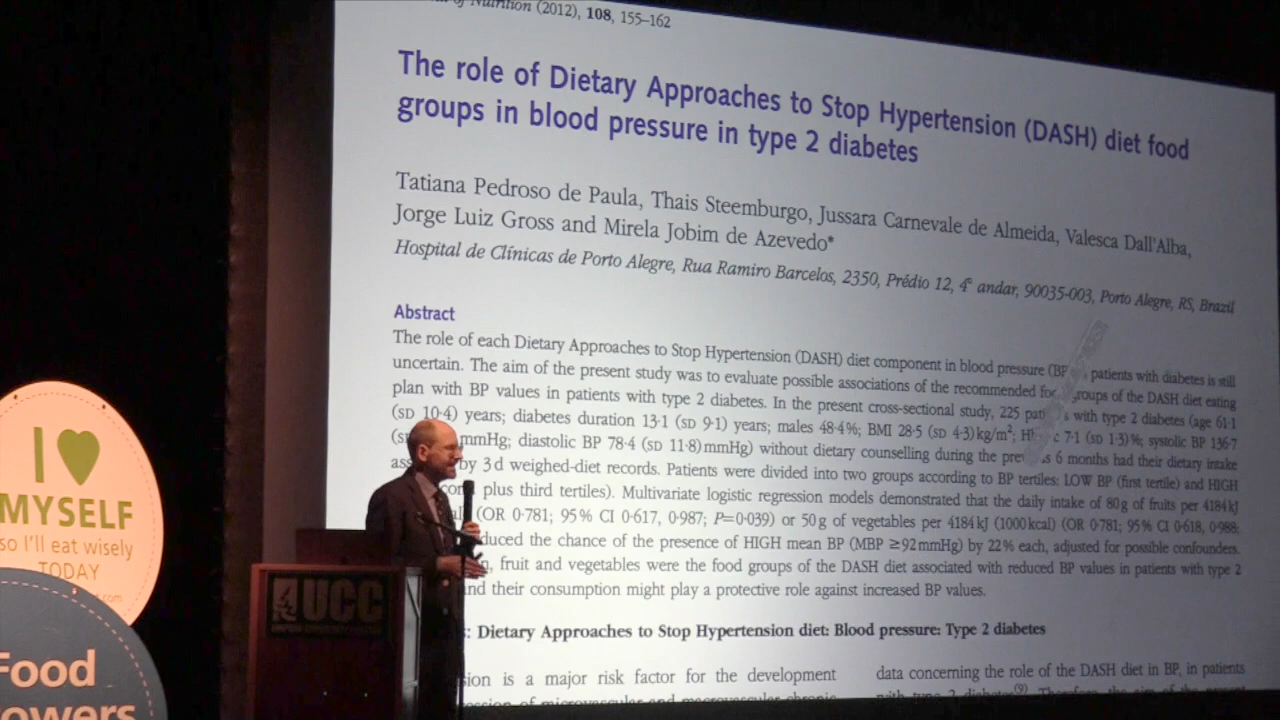 of Nutrition (2012), 108, 155–162
The role of Dietary Approaches to Stop Hypertension (DASH) diet food
groups in blood pressure in type 2 diabetes
Tatiana Pedroso de Paula, Thais Steemburgo, Jussara Carnevale de Almeida, Valesca Dall'Alba,
Jorge Luiz Gross and Mirela Jobim de Azevedo*
Hospital de Clínicas de Porto Alegre, Rua Ramiro Barcelos, 2350, Prédio 12, 4° andar, 90035-003, Porto Alegre, RS, Brazil
Abstract
The role of each Dietary Approaches to Stop Hypertension (DASH) diet component in blood pressure (BP patients with diabetes is still
uncertain. The aim of the present study was to evaluate possible associations of the recommended groups of the DASH diet eating
plan with BP values in patients with type 2 diabetes. In the present cross-sectional study, 225 with type 2 diabetes (age 61·1
(SD 10·4) years; diabetes duration 13·1 (SD 9·1) years; males 48·4%; BMI 28·5 (SD 4·3)kg/m²; 7·1 (SD 1·3)%; systolic BP 136·7
mmHg; diastolic BP 78·4 (SD 11·8)mmHg) without dietary counselling during the 6 months had their dietary intake
by 3 d weighed-diet records. Patients were divided into two groups according to BP tertiles: LOW BP (first tertile) and HIGH
plus third tertiles). Multivariate logistic regression models demonstrated that the daily intake of 80 g of fruits per 4184 kJ
(OR 0·781; 95 % CI 0·617, 0·987; P=0·039) or 50 g of vegetables per 4184 kJ (1000 kcal) (OR 0·781; 95 % CI 0·618, 0·988;
duced the chance of the presence of HIGH mean BP (MBP ≥92 mmHg) by 22 % each, adjusted for possible confounders.
fruit and vegetables were the food groups of the DASH diet associated with reduced BP values in patients with type 2
nd their consumption might play a protective role against increased BP values.
: Dietary Approaches to Stop Hypertension diet: Blood pressure: Type 2 diabetes
sion is a major risk factor for the development
data concerning the role of the DASH diet in BP, in patients
of microvascular and macrovascular chronic
with type 2 diabetes(9). Therefore, the aim of the present
I ♥
MYSELF
so I'll eat wisely
TODAY
Food
UCC